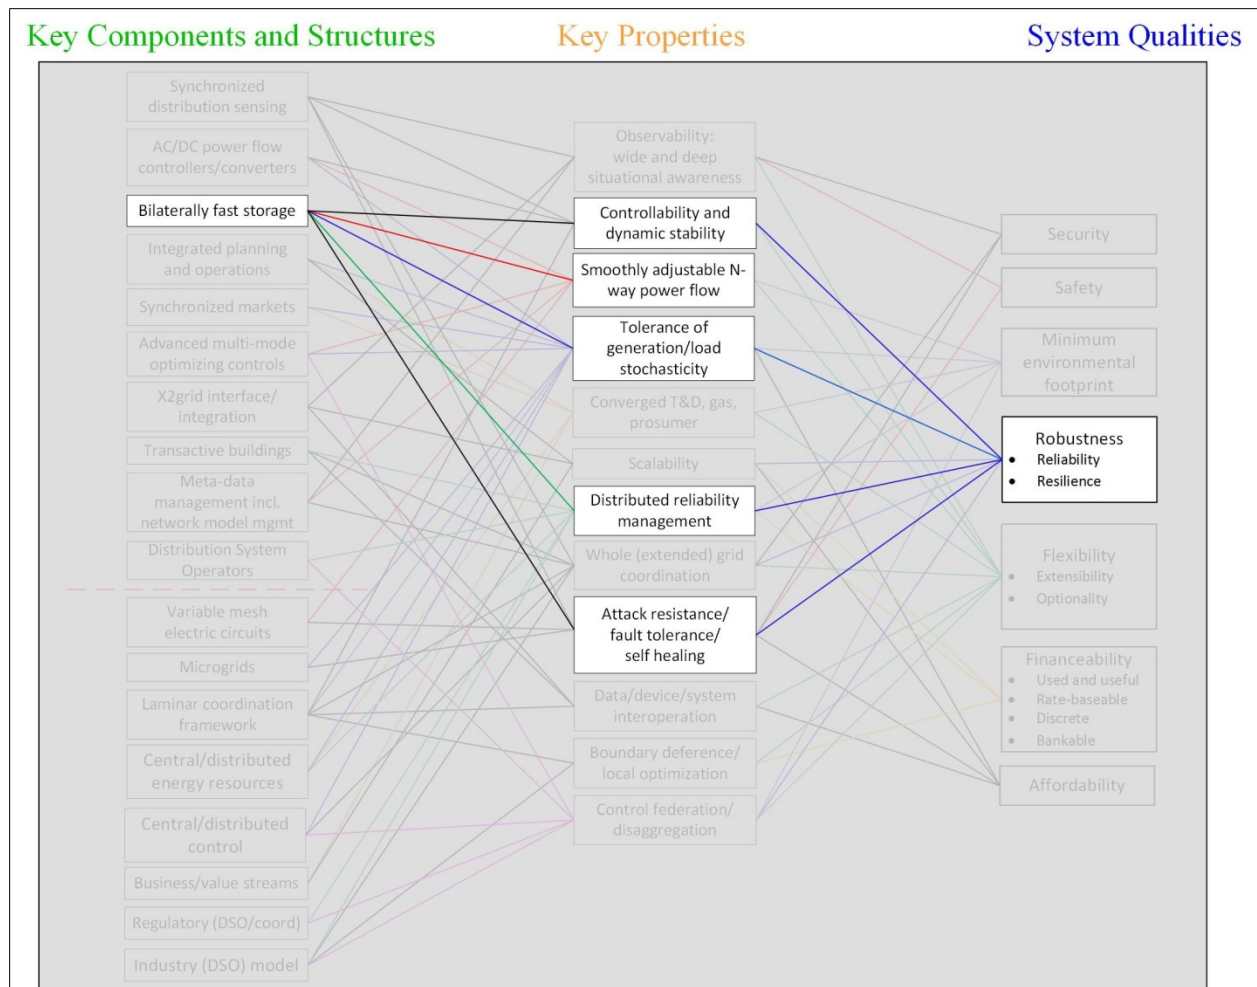 Key Components and Structures
Key Properties
System Qualities
Synchronized
distribution sensing
AC/DC power flow
controllers/converters
Bilaterally fast storage
Integrated planning
and operations
Synchronized markets
Advanced multi-mode
optimizing controls
X2grid interface/
integration
Transactive buildings
Meta-data
management incl.
network model mgmt
Distribution System
Operators
Variable mesh
electric circuits
Microgrids
Laminar coordination
framework
Central/distributed
energy resources
Central/distributed
control
Business/value streams
Regulatory (DSO/coord)
Industry (DSO) model
Observability:
wide and deep
situational awareness
Controllability and
dynamic stability
Smoothly adjustable N-
way power flow
Tolerance of
generation/load
stochasticity
Converged T&D, gas,
prosumer
Scalability
Distributed reliability
management
Whole (extended) grid
coordination
Attack resistance/
fault tolerance/
self healing
Data/device/system
interoperation
Boundary deference/
local optimization
Control federation/
disaggregation
Security
Safety
Minimum
environmental
footprint
Robustness
• Reliability
• Resilience
Flexibility
• Extensibility
• Optionality
Financeability
• Used and useful
• Rate-baseable
• Discrete
• Bankable
Affordability